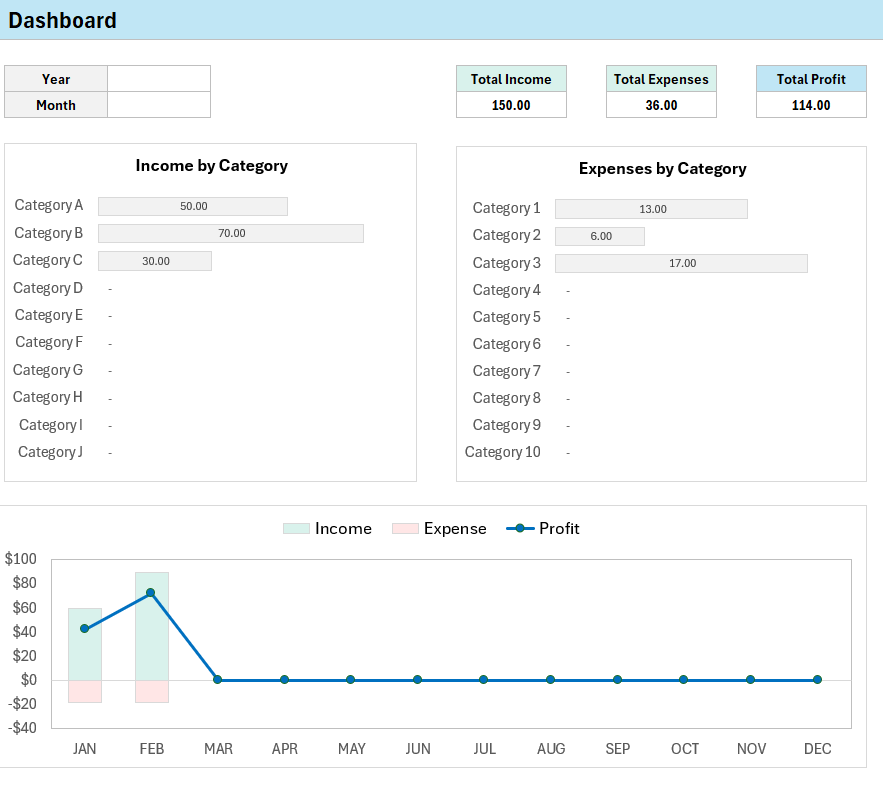 Dashboard
Year
Month
Total Income
150.00
Total Expenses
36.00
Total Profit
114.00
Income by Category
Category A 50.00
Category B 70.00
Category C 30.00
Category D -
Category E -
Category F -
Category G -
Category H -
Category I -
Category J -
Expenses by Category
Category 1 13.00
Category 2 6.00
Category 3 17.00
Category 4 -
Category 5 -
Category 6 -
Category 7 -
Category 8 -
Category 9 -
Category 10 -
Income Expense Profit
$100
$80
$60
$40
$20
$0
-$20
-$40
JAN FEB MAR APR MAY JUN JUL AUG SEP OCT NOV DEC